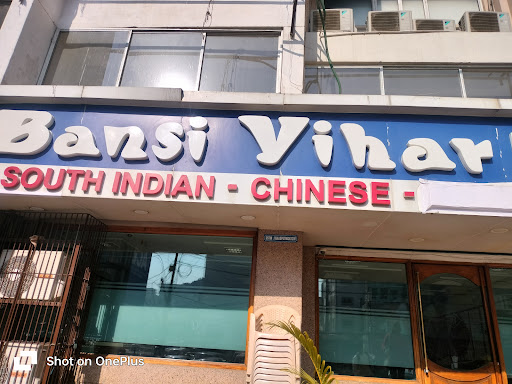 Bansi Vihar
SOUTH INDIAN - CHINESE -
Shot on OnePlus